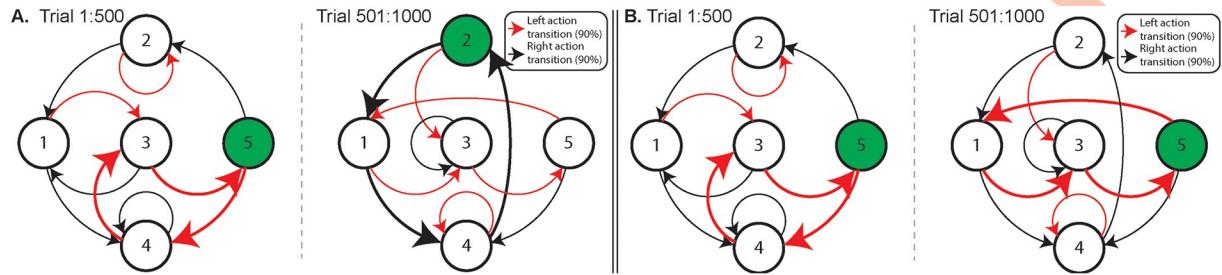 A. Trial 1:500
2
1
3
5
4
Trial 501:1000
Left action
transition (90%)
Right action
transition (90%)
2
1
3
5
4
B. Trial 1:500
2
1
3
5
4
Trial 501:1000
Left action
transition (90%)
Right action
transition (90%)
2
1
3
5
4